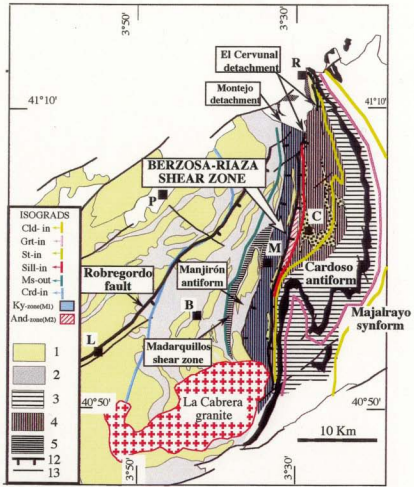 3°50'
3°30'
El Cervunal
detachment
R
Montejo
detachment
41°10'
41°10'
BERZOSA-RIAZA
SHEAR ZONE
P
ISOGRADS
Cld- in
Grt-in
St-in
Sill-in
Ms-out
Crd-in
Ky-zone(M1)
And-zone(M2)
C
M
Robregordo
fault
Manjirón
antiform
Cardoso
antiform
B
Majalrayo
synform
L
Madarquillos
shear zone
1
2
3
4
5
12
13
La Cabrera
granite
40°50'
40°50'
10 Km
3°50'
3°30'